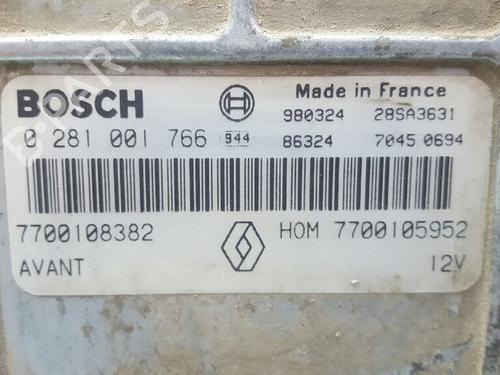 BOSCH Made in France
980324 28SA3631
0 281 001 766 944 86324 7045 0694
7700108382 HOM 7700105952
AVANT 12V